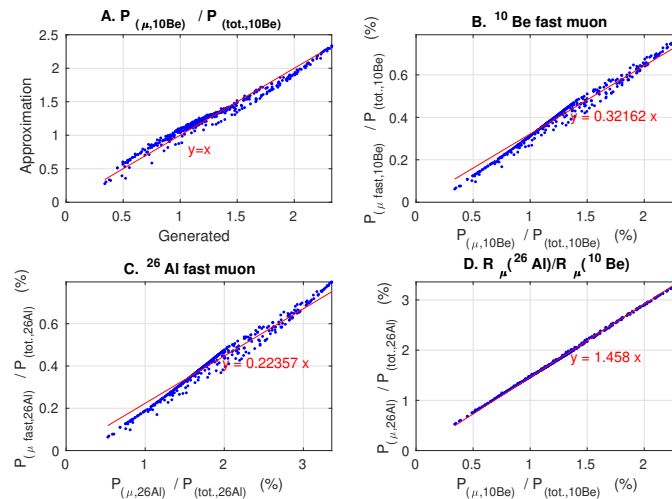 A. P (μ,10Be) / P (tot.,10Be)
2.5
2
1.5
1
0.5
0
Approximation
y=x
0 0.5 1 1.5 2
Generated
(%)
B. 10 Be fast muon
0.6
0.4
0.2
0
P (μ fast,10Be) / P (tot.,10Be)
y = 0.32162 x
0 0.5 1 1.5 2
P (μ,10Be) / P (tot.,10Be) (%)
(%)
C. 26 Al fast muon
0.8
0.6
0.4
0.2
0
P (μ fast,26Al) / P (tot,26Al)
y = 0.22357 x
0 1 2 3
P (μ,26Al) / P (tot,26Al) (%)
D. R μ (26 Al)/R μ (10 Be)
(%)
3
2
1
0
P (μ,26Al) / P (tot,26Al)
y = 1.458 x
0 0.5 1 1.5 2
P (μ,10Be) / P (tot.,10Be) (%)